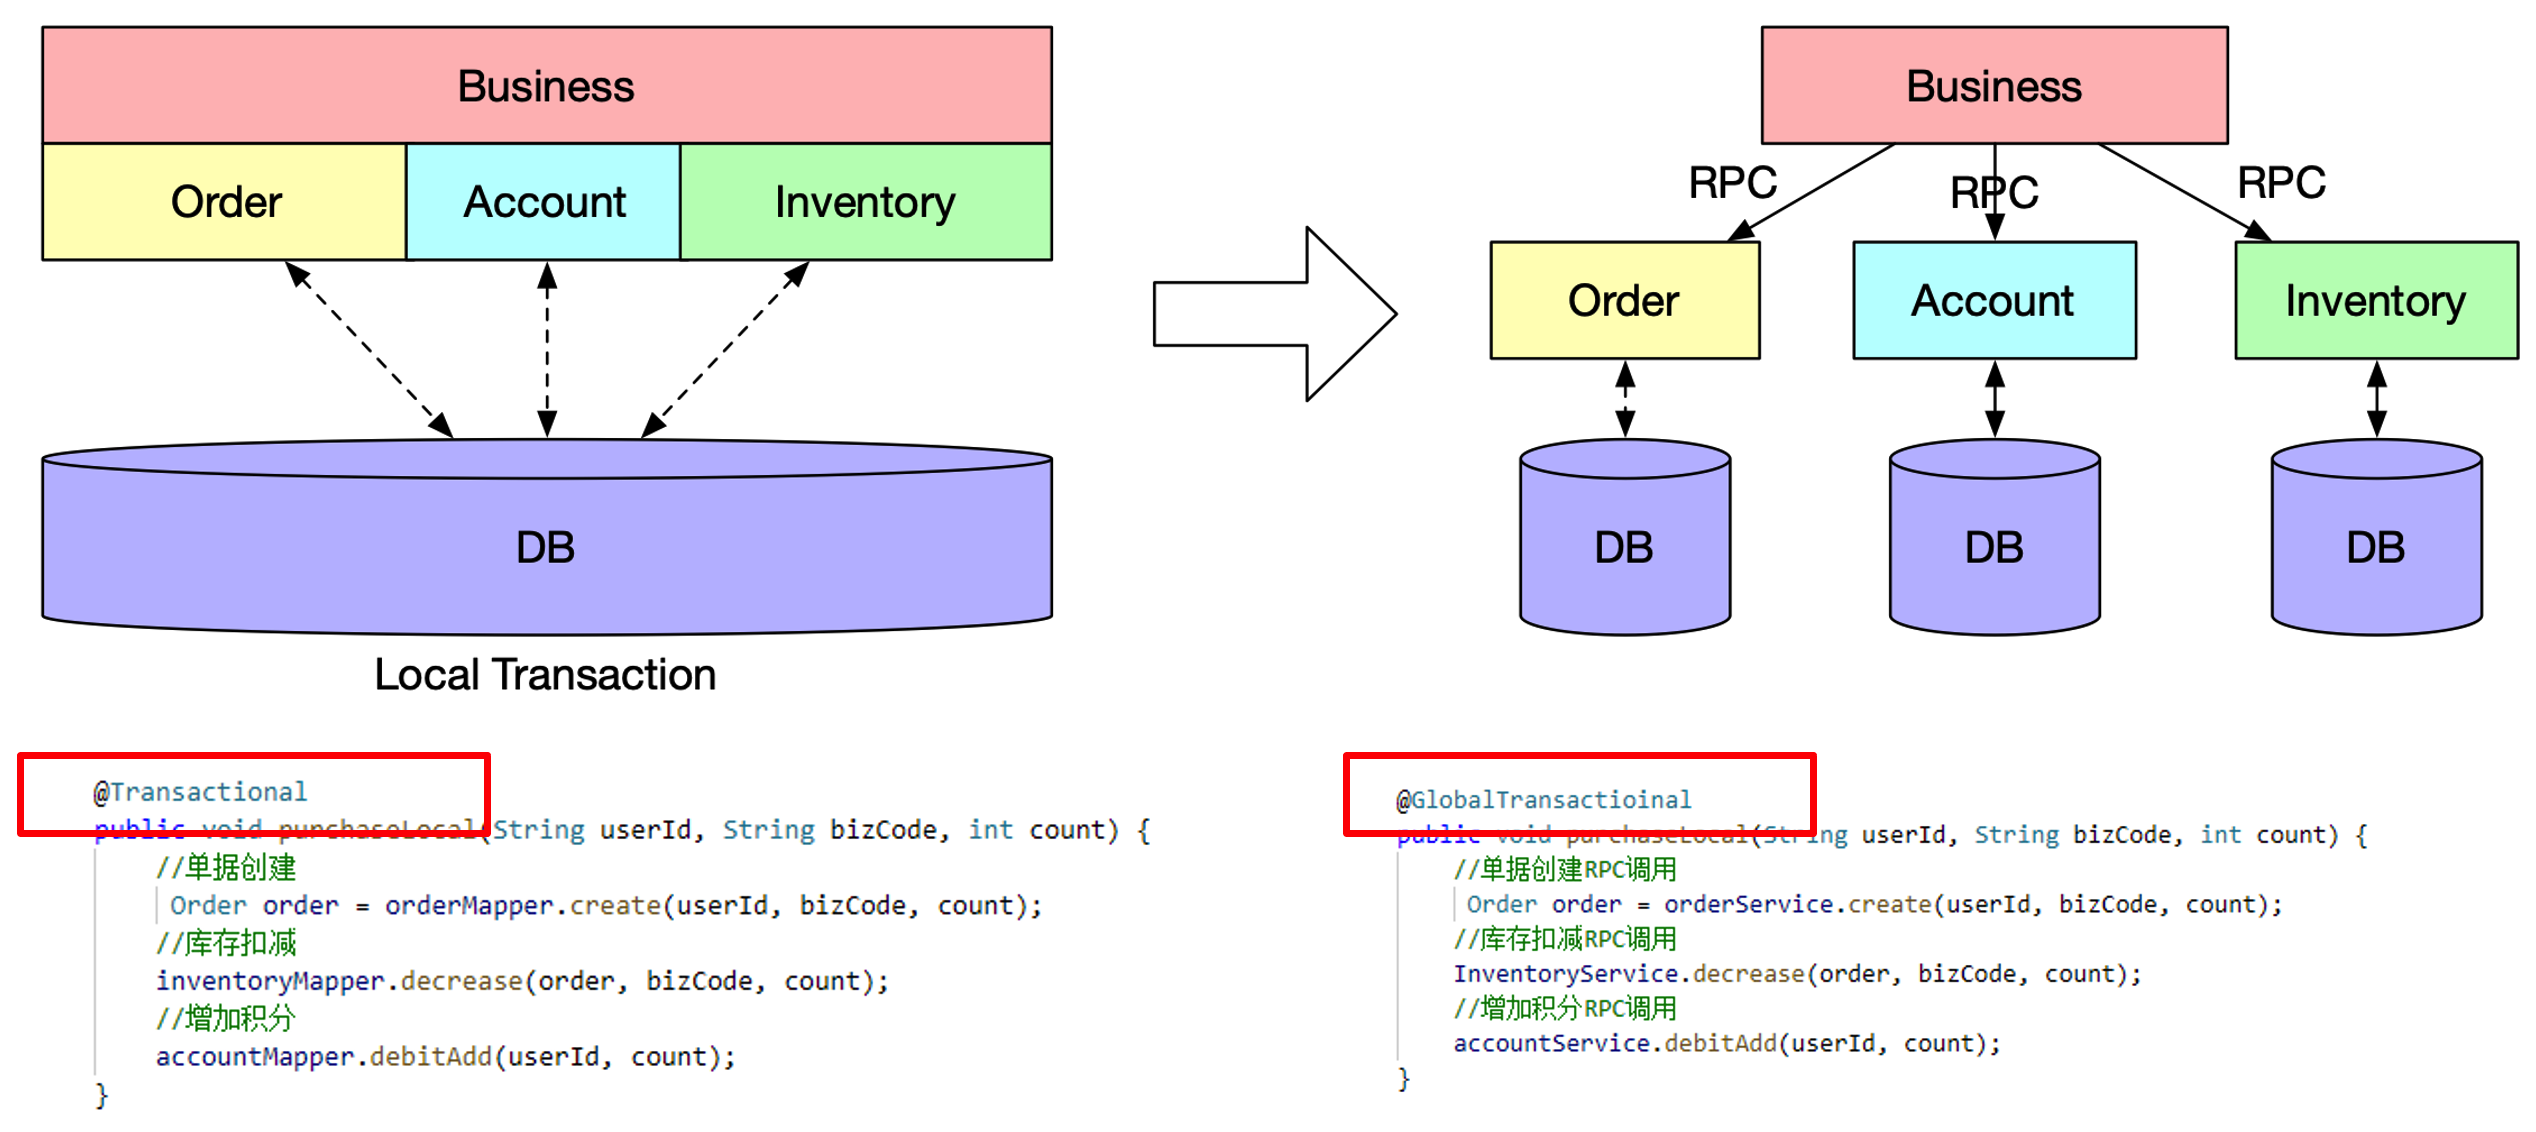 Business
Order Account Inventory
DB
Local Transaction
Business
RPC RPC RPC
Order Account Inventory
DB DB DB
@Transactional
public void purchaseLocal(String userId, String bizCode, int count) {
//单据创建
Order order = orderMapper.create(userId, bizCode, count);
//库存扣减
inventoryMapper.decrease(order, bizCode, count);
//增加积分
accountMapper.debitAdd(userId, count);
}
@GlobalTransactioinal
public void purchaseLocal(String userId, String bizCode, int count) {
//单据创建RPC调用
Order order = orderService.create(userId, bizCode, count);
//库存扣减RPC调用
InventoryService.decrease(order, bizCode, count);
//增加积分RPC调用
accountService.debitAdd(userId, count);
}